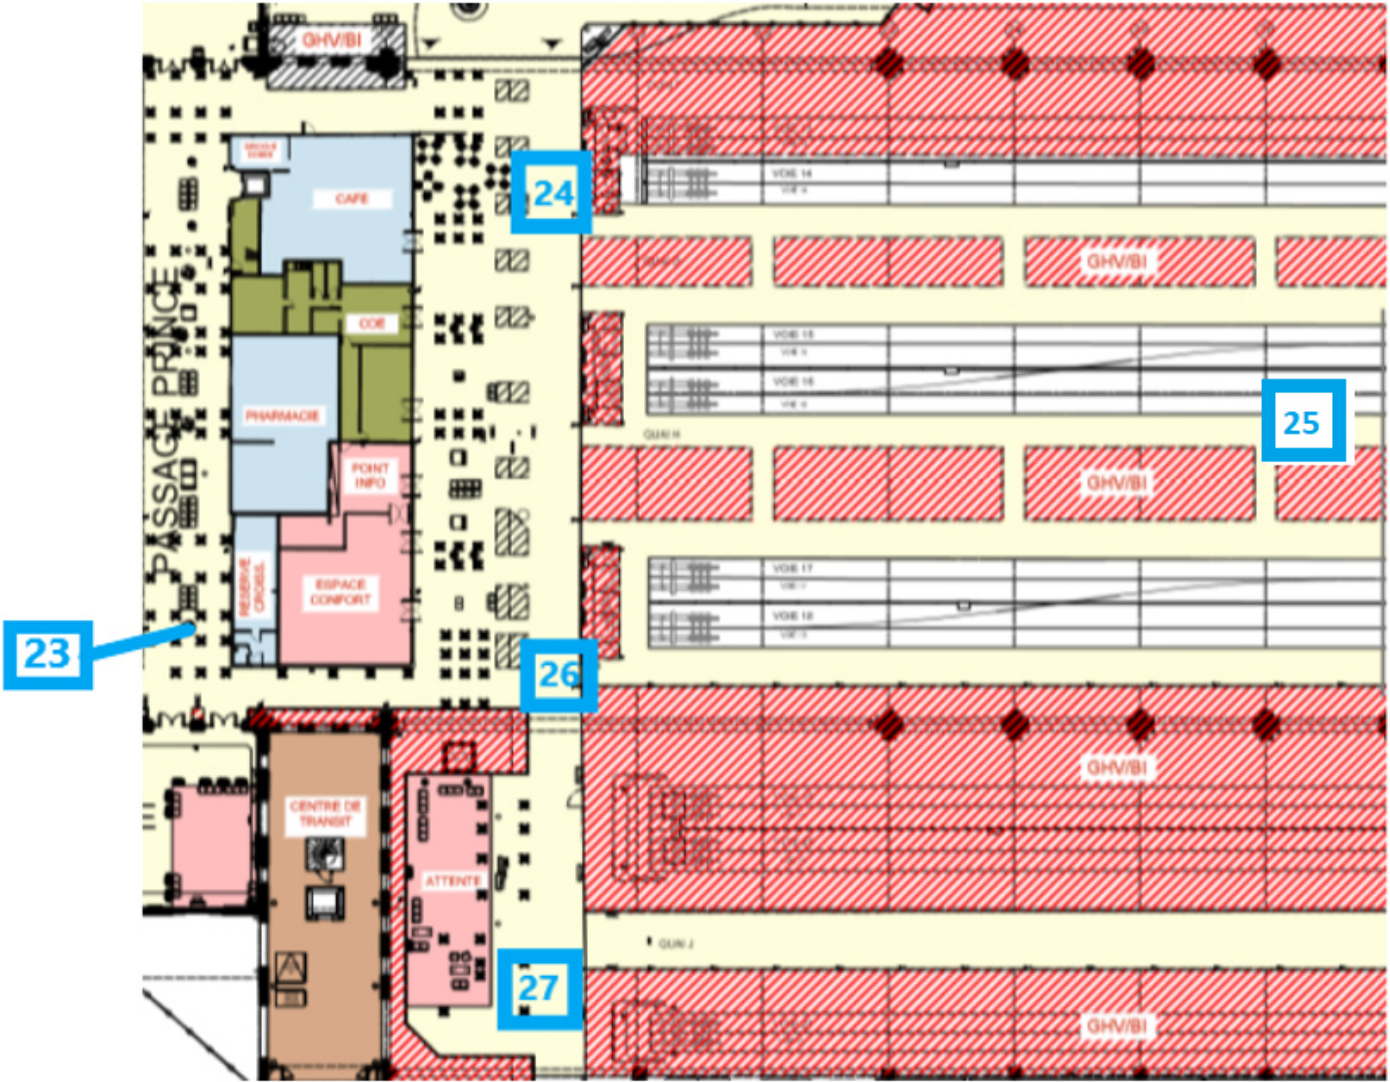 GHV/BI
CAFE
24
VOIE 14
GHV/BI
PASSAGE PRINCE
COE
VOIE 15
VOIE 16
25
PHARMACIE
QUAI H
POINT
INFO
GHV/BI
RESERVE
CROISS.
ESPACE
CONFORT
VOIE 17
VOIE 18
23
26
GHV/BI
CENTRE DE
TRANSIT
ATTENTE
QUAI J
27
GHV/BI